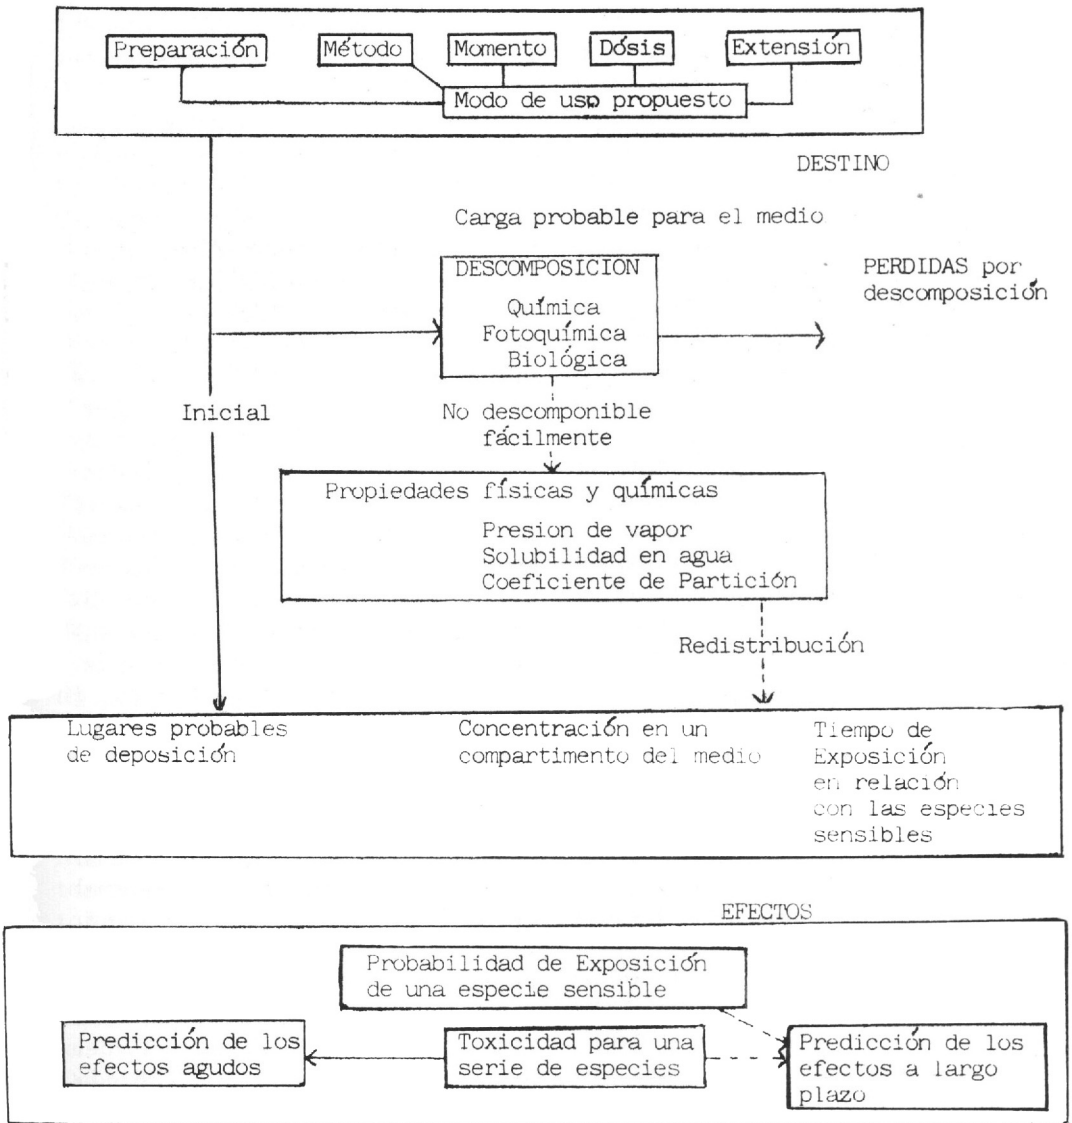 Preparación Método Momento Dósis Extensión
Modo de uso propuesto
DESTINO
Carga probable para el medio
DESCOMPOSICION
Química
Fotoquímica
Biológica
PERDIDAS por
descomposición
Inicial
No descomponible
fácilmente
Propiedades físicas y químicas
Presion de vapor
Solubilidad en agua
Coeficiente de Partición
Redistribución
Lugares probables
de deposición
Concentración en un
compartimento del medio
Tiempo de
Exposición
en relación
con las especies
sensibles
EFECTOS
Probabilidad de Exposición
de una especie sensible
Predicción de los
efectos agudos
Toxicidad para una
serie de especies
Predicción de los
efectos a largo
plazo